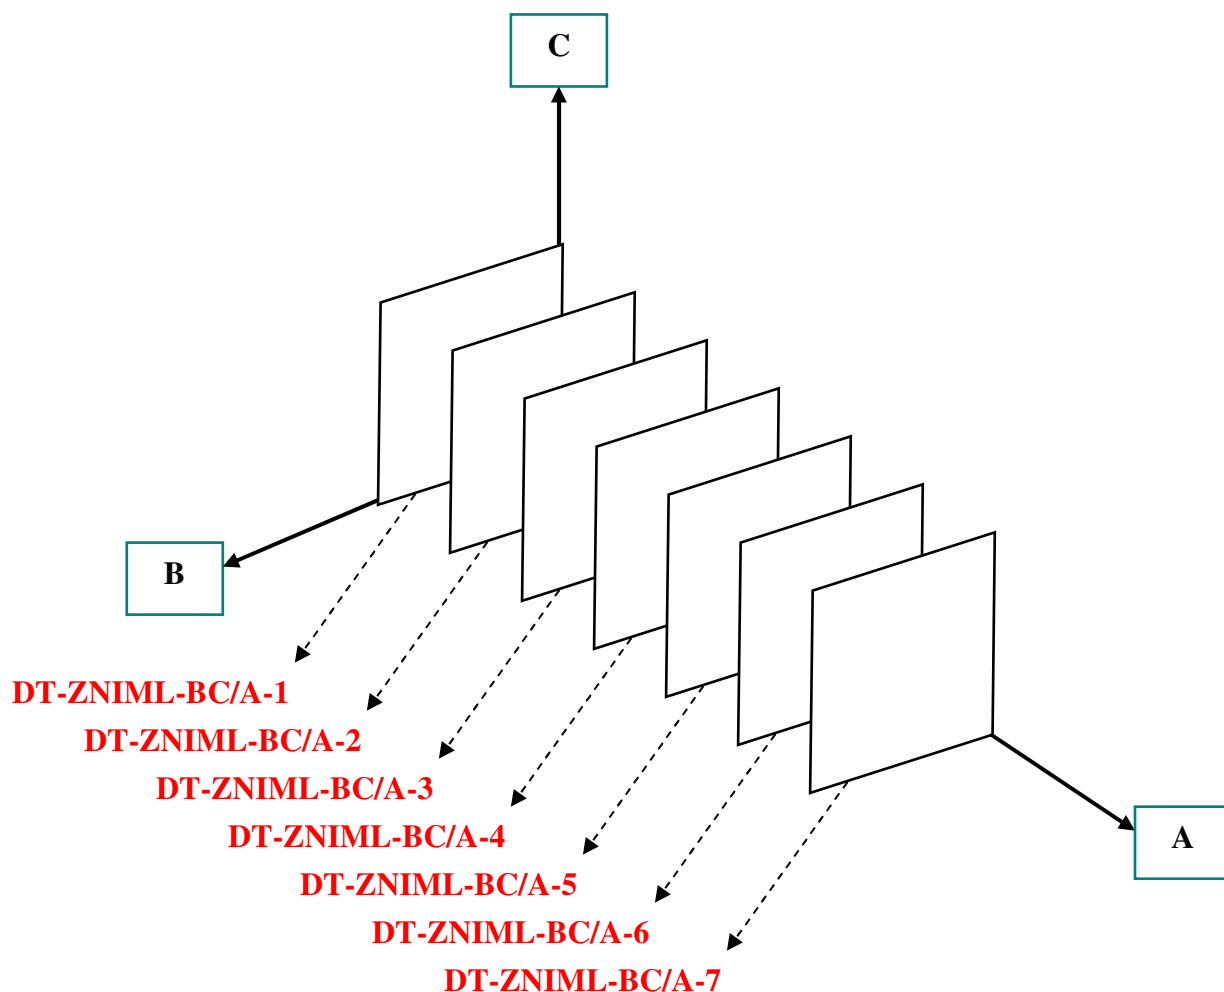 C
B
DT-ZNIML-BC/A-1
DT-ZNIML-BC/A-2
DT-ZNIML-BC/A-3
DT-ZNIML-BC/A-4
A
DT-ZNIML-BC/A-5
DT-ZNIML-BC/A-6
DT-ZNIML-BC/A-7